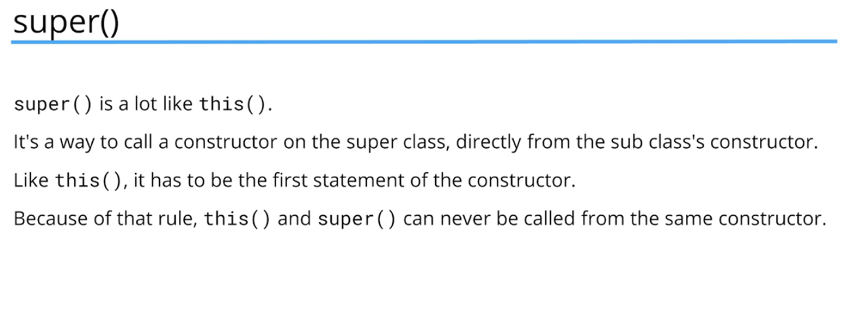 super()
super() is a lot like this().
It's a way to call a constructor on the super class, directly from the sub class's constructor.
Like this(), it has to be the first statement of the constructor.
Because of that rule, this() and super() can never be called from the same constructor.